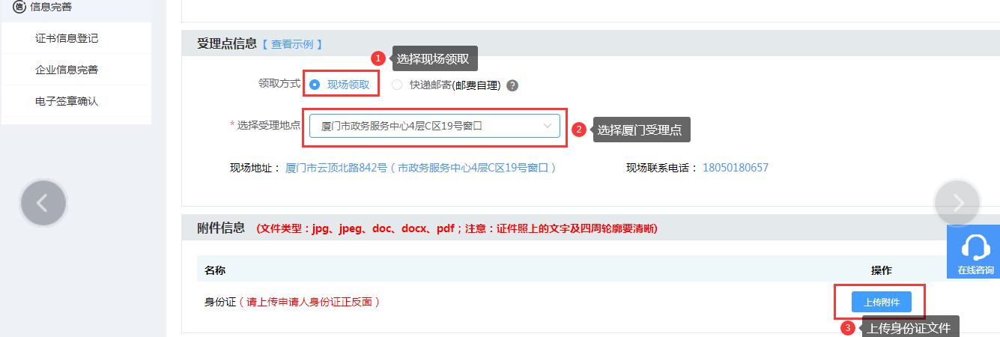 信息完善
证书信息登记
企业信息完善
电子签章确认
受理点信息【 查看示例 】
1 选择现场领取
领取方式 现场领取 快递邮寄(邮费自理) ?
* 选择受理地点 厦门市政务服务中心4层C区19号窗口
2 选择厦门受理点
现场地址： 厦门市云顶北路842号（市政务服务中心4层C区19号窗口） 现场联系电话： 18050180657
附件信息 (文件类型：jpg、jpeg、doc、docx、pdf；注意：证件照上的文字及四周轮廓要清晰)
在线咨询
名称 操作
身份证（请上传申请人身份证正反面） 上传附件
3 上传身份证文件